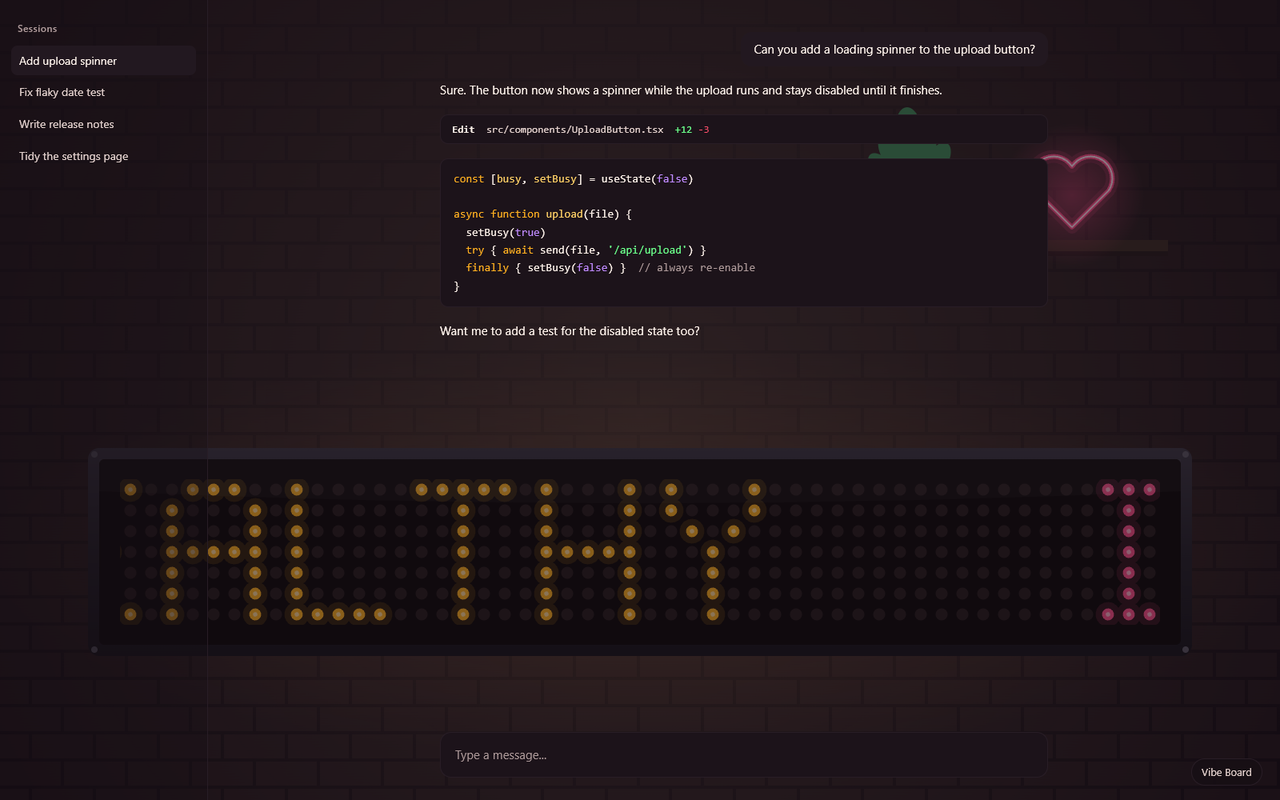 Sessions
Add upload spinner
Fix flaky date test
Write release notes
Tidy the settings page
Can you add a loading spinner to the upload button?
Sure. The button now shows a spinner while the upload runs and stays disabled until it finishes.
Edit src/components/UploadButton.tsx +12 -3
const [busy, setBusy] = useState(false)
async function upload(file) {
setBusy(true)
try { await send(file, '/api/upload') }
finally { setBusy(false) } // always re-enable
}
Want me to add a test for the disabled state too?
ALTHY I
Type a message...
Vibe Board